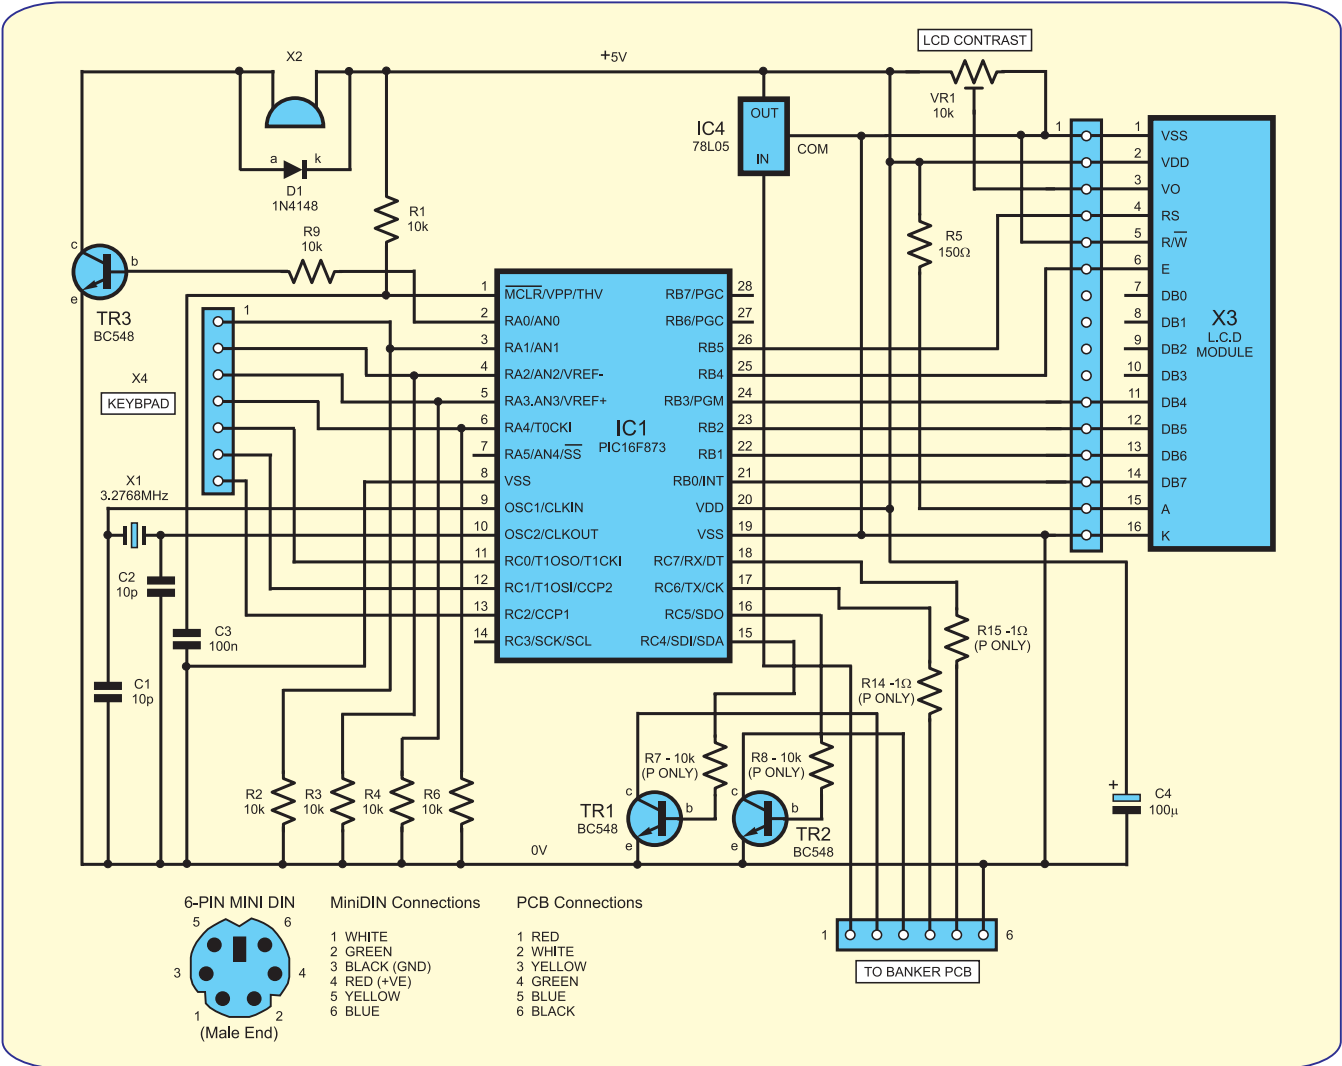 LCD CONTRAST
X2
+5V
VR1
10k
OUT
IC4
78L05
IN
COM
a
k
D1
1N4148
R1
10k
R9
10k
R5
150Ω
c
b
e
TR3
BC548
1
X4
KEYBPAD
X1
3.2768MHz
C2
10p
C3
100n
C1
10p
1 MCLR/VPP/THV
2 RA0/AN0
3 RA1/AN1
4 RA2/AN2/VREF-
5 RA3.AN3/VREF+
6 RA4/T0CKI
7 RA5/AN4/SS
8 VSS
9 OSC1/CLKIN
10 OSC2/CLKOUT
11 RC0/T1OSO/T1CKI
12 RC1/T1OSI/CCP2
13 RC2/CCP1
14 RC3/SCK/SCL
IC1
PIC16F873
RB7/PGC 28
RB6/PGC 27
RB5 26
RB4 25
RB3/PGM 24
RB2 23
RB1 22
RB0/INT 21
VDD 20
VSS 19
RC7/RX/DT 18
RC6/TX/CK 17
RC5/SDO 16
RC4/SDI/SDA 15
1
1 VSS
2 VDD
3 VO
4 RS
5 R/W
6 E
7 DB0
8 DB1
9 DB2
10 DB3
11 DB4
12 DB5
13 DB6
14 DB7
15 A
16 K
X3
L.C.D
MODULE
R15 -1Ω
(P ONLY)
R14 -1Ω
(P ONLY)
R7 - 10k
(P ONLY)
R8 - 10k
(P ONLY)
R2
10k
R3
10k
R4
10k
R6
10k
c
b
e
TR1
BC548
c
b
e
TR2
BC548
+
C4
100µ
0V
6-PIN MINI DIN
5
6
3
4
1
2
(Male End)
MiniDIN Connections
1 WHITE
2 GREEN
3 BLACK (GND)
4 RED (+VE)
5 YELLOW
6 BLUE
PCB Connections
1 RED
2 WHITE
3 YELLOW
4 GREEN
5 BLUE
6 BLACK
1
6
TO BANKER PCB